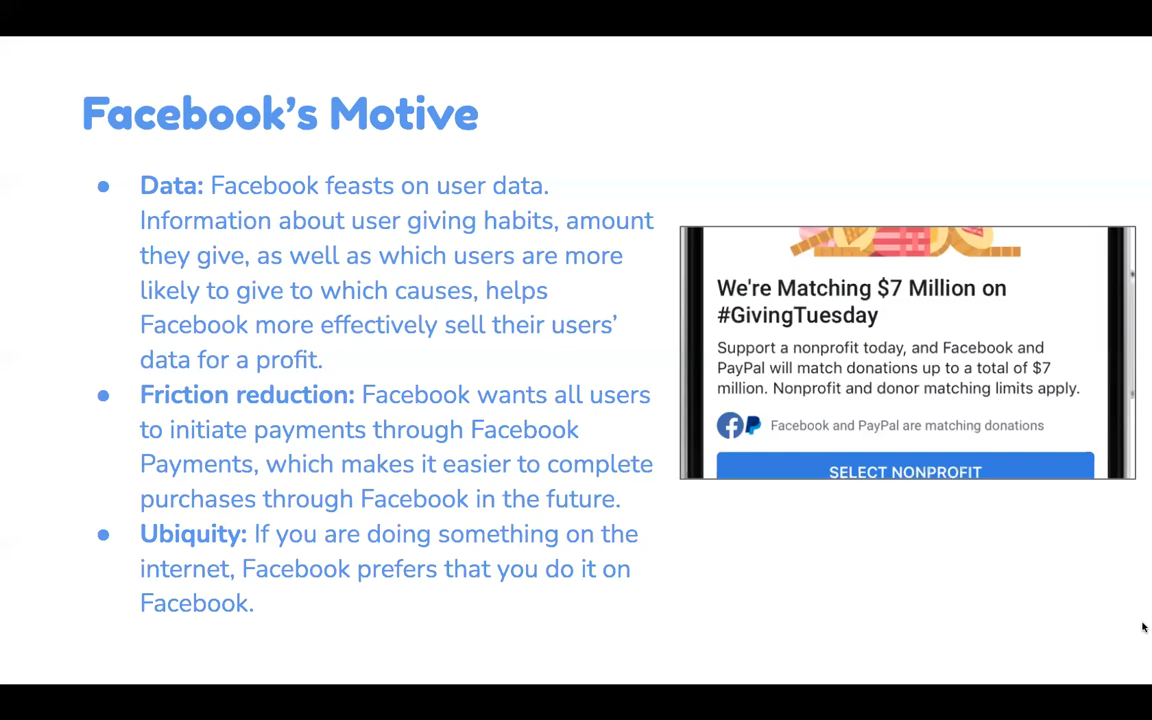 Facebook's Motive
● Data: Facebook feasts on user data.
Information about user giving habits, amount
they give, as well as which users are more
likely to give to which causes, helps
Facebook more effectively sell their users'
data for a profit.
● Friction reduction: Facebook wants all users
to initiate payments through Facebook
Payments, which makes it easier to complete
purchases through Facebook in the future.
● Ubiquity: If you are doing something on the
internet, Facebook prefers that you do it on
Facebook.
We're Matching $7 Million on
#GivingTuesday
Support a nonprofit today, and Facebook and
PayPal will match donations up to a total of $7
million. Nonprofit and donor matching limits apply.
Facebook and PayPal are matching donations
SELECT NONPROFIT